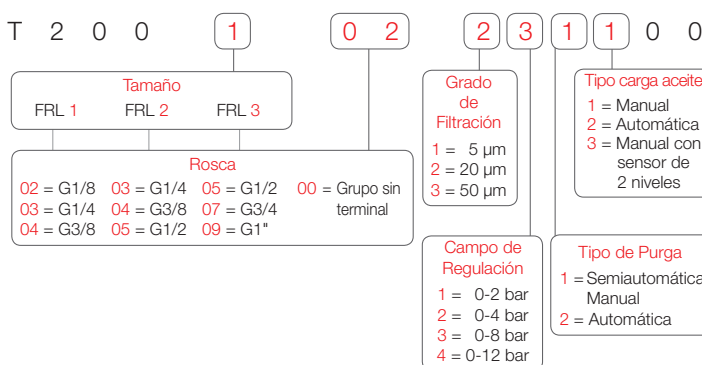 T 2 0 0 1 0 2 2 3 1 1 0 0
Tamaño
FRL 1 FRL 2 FRL 3
Rosca
02 = G1/8 03 = G1/4 05 = G1/2 00 = Grupo sin
03 = G1/4 04 = G3/8 07 = G3/4 terminal
04 = G3/8 05 = G1/2 09 = G1"
Grado
de
Filtración
1 = 5 µm
2 = 20 µm
3 = 50 µm
Tipo carga aceite
1 = Manual
2 = Automática
3 = Manual con
sensor de
2 niveles
Campo de
Regulación
1 = 0-2 bar
2 = 0-4 bar
3 = 0-8 bar
4 = 0-12 bar
Tipo de Purga
1 = Semiautomática
Manual
2 = Automática